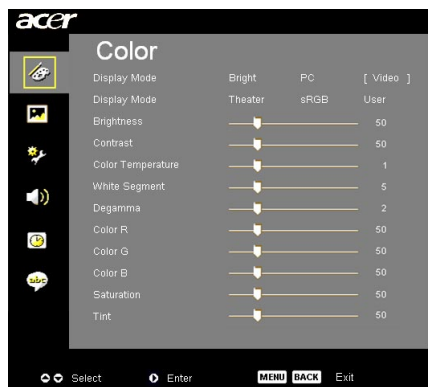 acer
Color
Display Mode Bright PC [ Video ]
Display Mode Theater sRGB User
Brightness 50
Contrast 50
Color Temperature 1
White Segment 5
Degamma 2
Color R 50
Color G 50
Color B 50
abc
Saturation 50
Tint 50
Select Enter MENU BACK Exit